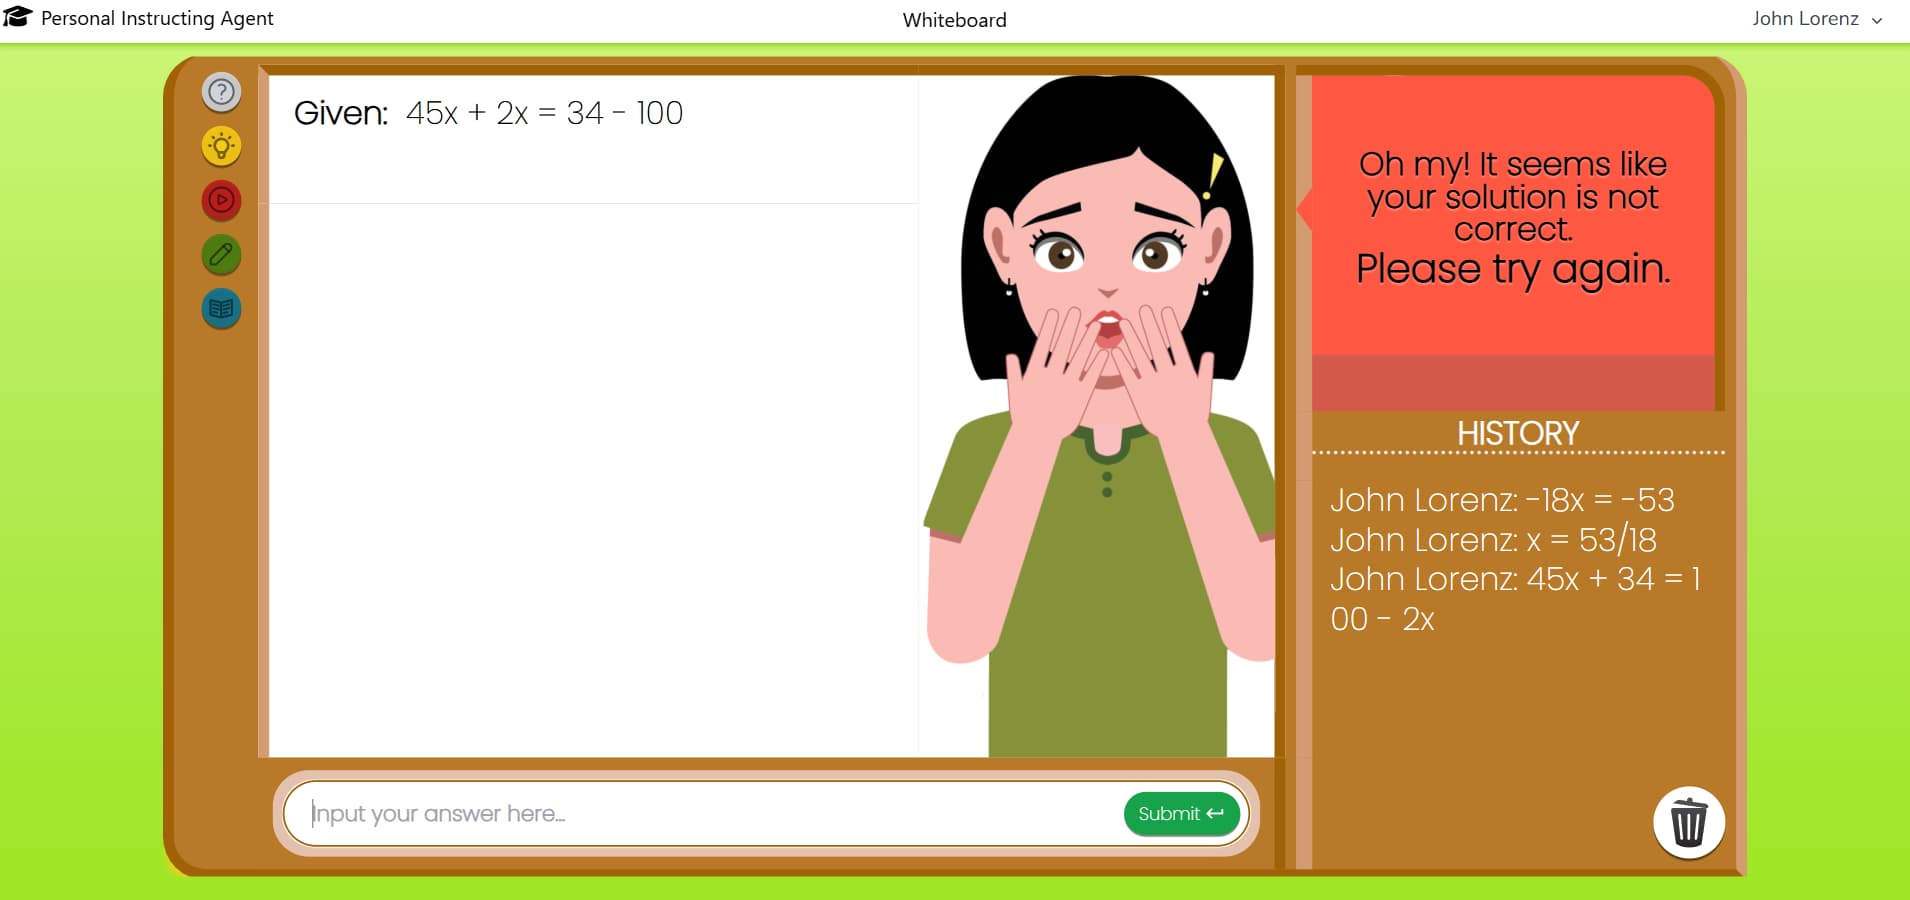 Personal Instructing Agent
Whiteboard
John Lorenz
Given: 45x + 2x = 34 - 100
Oh my! It seems like
your solution is not
correct.
Please try again.
HISTORY
John Lorenz: -18x = -53
John Lorenz: x = 53/18
John Lorenz: 45x + 34 = 1
00 - 2x
Input your answer here...
Submit